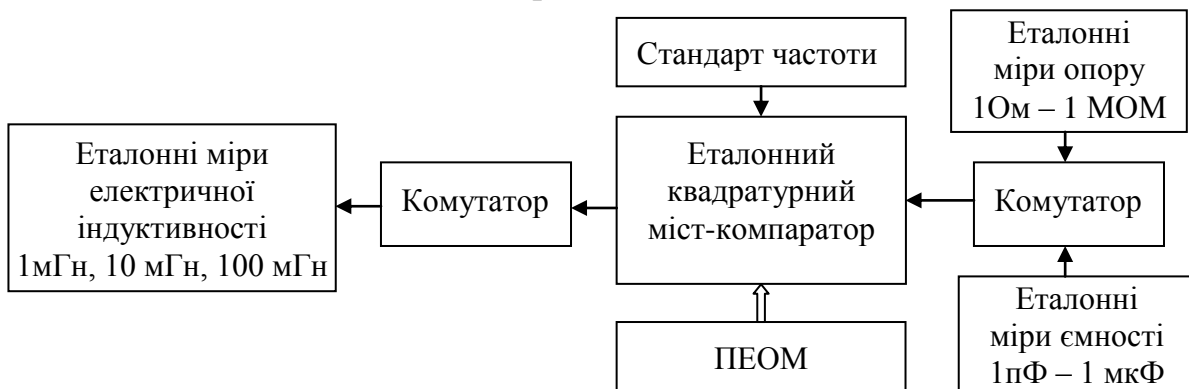 Стандарт частоти
Еталонні
міри опору
1Ом – 1 МОМ
Еталонні міри
електричної
індуктивності
1мГн, 10 мГн, 100 мГн
Комутатор
Еталонний
квадратурний
міст-компаратор
Комутатор
ПЕОМ
Еталонні
міри ємності
1пФ – 1 мкФ